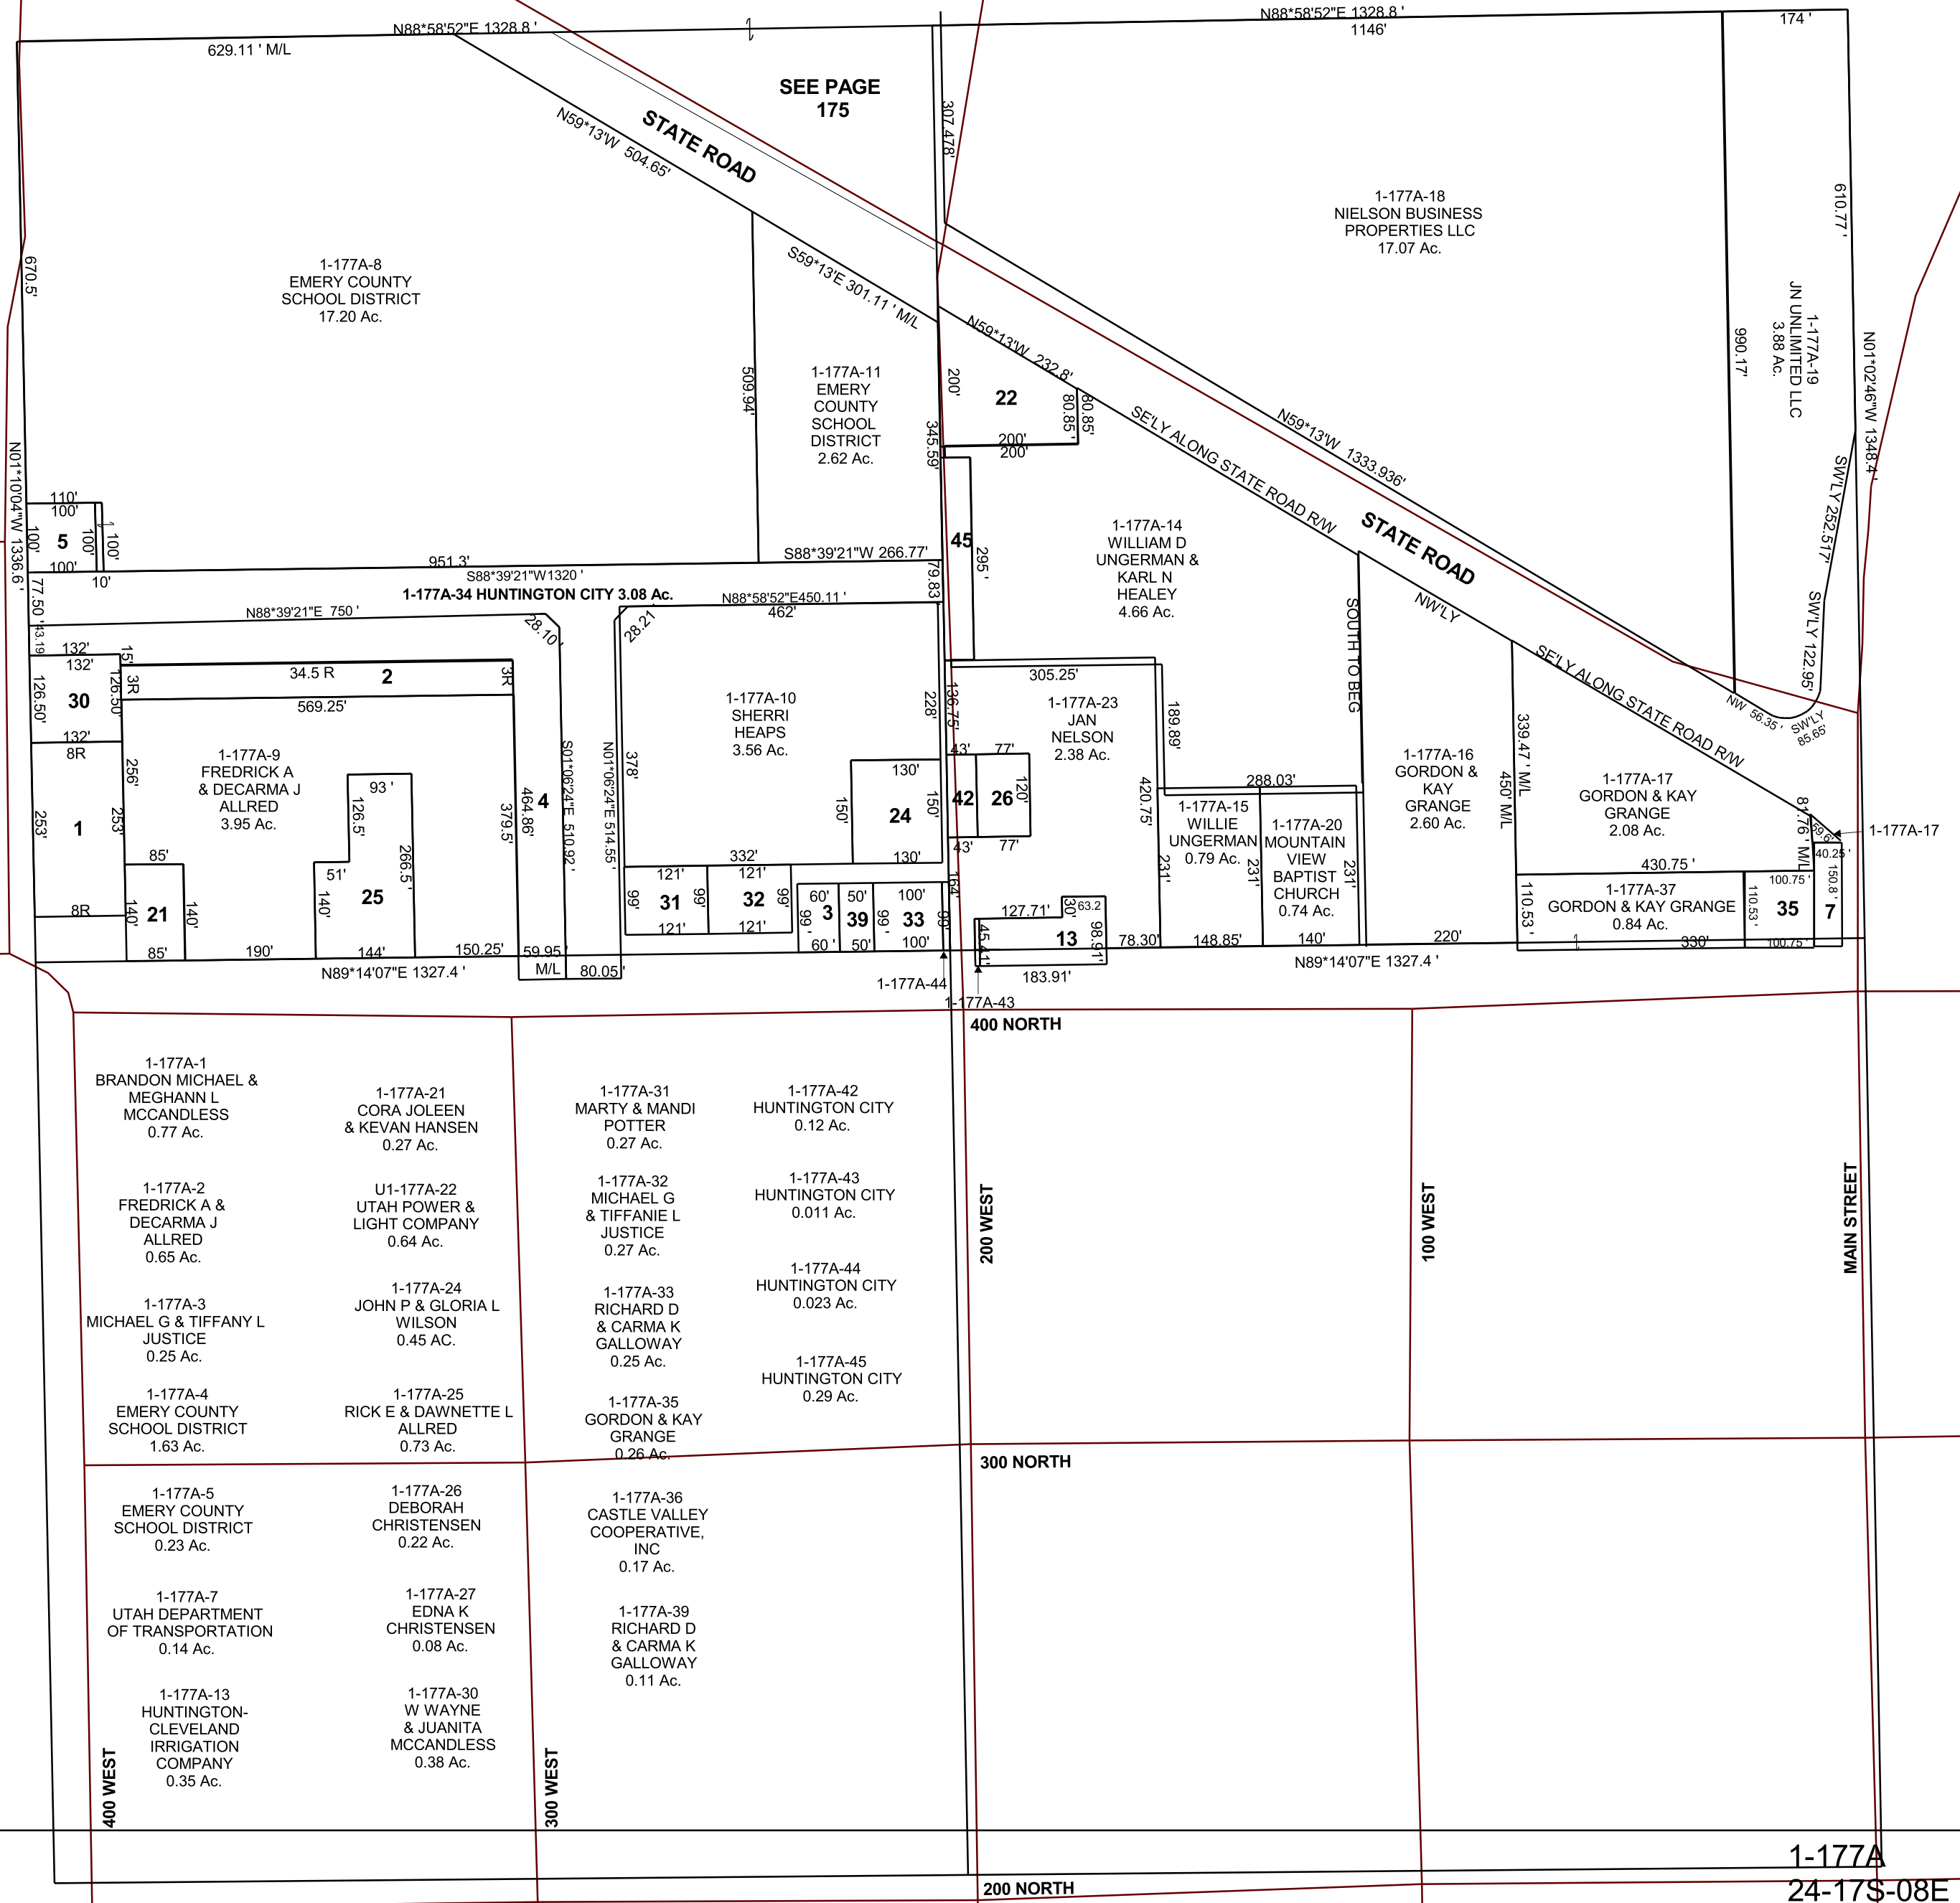 N88*58'52"E 1328.8 '
N88*58'52"E 1328.8 '
629.11 ' M/L
1146'
174 '
SEE PAGE
175
STATE ROAD
N59*13'W 504.65'
307.478'
1-177A-18
NIELSON BUSINESS
PROPERTIES LLC
17.07 Ac.
610.77 '
670.5'
1-177A-8
EMERY COUNTY
SCHOOL DISTRICT
17.20 Ac.
S59*13'E 301.11 ' M/L
1-177A-19
JN UNLIMITED LLC
3.88 Ac.
990.17'
N01*02'46"W 1348.4 '
N59*13'W 232.8'
509.94'
1-177A-11
EMERY
COUNTY
SCHOOL
DISTRICT
2.62 Ac.
200'
22
80.85 '
80.85'
200'
200'
345.59'
SE'LY ALONG STATE ROAD R/W
N59*13'W 1333.936'
STATE ROAD
SW'LY 252.517'
SW'LY 122.95'
N01*10'04"W 1336.6 '
110'
100'
100'
5
100'
100'
100'
10'
951.3'
S88*39'21"W 266.77'
S88*39'21"W1320 '
1-177A-34 HUNTINGTON CITY 3.08 Ac.
79.83'
45
295 '
1-177A-14
WILLIAM D
UNGERMAN &
KARL N
HEALEY
4.66 Ac.
SOUTH TO BEG
NW'LY
77.50 '
43.19
N88*39'21"E 750 '
28.10 '
28.21'
N88*58'52"E450.11 '
462'
132'
132'
15'
3R
34.5 R
2
3R
569.25'
126.50'
30
126.50'
132'
8R
1-177A-10
SHERRI
HEAPS
3.56 Ac.
228'
136.75'
305.25'
1-177A-23
JAN
NELSON
2.38 Ac.
189.89'
SE'LY ALONG STATE ROAD R/W
NW 56.35 '
SW'LY
85.65'
1-177A-9
FREDRICK A
& DECARMA J
ALLRED
3.95 Ac.
256'
253'
1
253'
93 '
126.5'
266.5 '
379.5'
464.86'
4
S01*06'24"E 510.92 '
N01*06'24"E 514.55 '
378'
130'
150'
24
150'
130'
43'
77'
42
26
120'
43'
77'
420.75'
288.03'
1-177A-15
WILLIE
UNGERMAN
0.79 Ac.
1-177A-20
MOUNTAIN
VIEW
BAPTIST
CHURCH
0.74 Ac.
1-177A-16
GORDON &
KAY
GRANGE
2.60 Ac.
339.47 ' M/L
450' M/L
1-177A-17
GORDON & KAY
GRANGE
2.08 Ac.
81.76 ' M/L
59.6'
1-177A-17
40.25 '
430.75 '
8R
85'
140'
21
140'
85'
51'
140'
25
190'
144'
150.25'
59.95 '
M/L
80.05 '
332'
121'
121'
99'
31
99'
32
99'
121'
121'
60'
50'
100'
99 '
3
39
99 '
33
99'
60 '
50'
100'
164'
127.71'
30'
63.2
45.41'
13
98.91'
183.91'
78.30'
231'
148.85'
231'
140'
231'
220'
110.53 '
1-177A-37
GORDON & KAY GRANGE
0.84 Ac.
330'
100.75 '
110.53 '
35
100.75 '
150.8 '
7
N89*14'07"E 1327.4 '
N89*14'07"E 1327.4 '
1-177A-44
1-177A-43
400 NORTH
1-177A-1
BRANDON MICHAEL &
MEGHANN L
MCCANDLESS
0.77 Ac.
1-177A-2
FREDRICK A &
DECARMA J
ALLRED
0.65 Ac.
1-177A-3
MICHAEL G & TIFFANY L
JUSTICE
0.25 Ac.
1-177A-4
EMERY COUNTY
SCHOOL DISTRICT
1.63 Ac.
1-177A-5
EMERY COUNTY
SCHOOL DISTRICT
0.23 Ac.
1-177A-7
UTAH DEPARTMENT
OF TRANSPORTATION
0.14 Ac.
1-177A-13
HUNTINGTON-
CLEVELAND
IRRIGATION
COMPANY
0.35 Ac.
1-177A-21
CORA JOLEEN
& KEVAN HANSEN
0.27 Ac.
U1-177A-22
UTAH POWER &
LIGHT COMPANY
0.64 Ac.
1-177A-24
JOHN P & GLORIA L
WILSON
0.45 AC.
1-177A-25
RICK E & DAWNETTE L
ALLRED
0.73 Ac.
1-177A-26
DEBORAH
CHRISTENSEN
0.22 Ac.
1-177A-27
EDNA K
CHRISTENSEN
0.08 Ac.
1-177A-30
W WAYNE
& JUANITA
MCCANDLESS
0.38 Ac.
1-177A-31
MARTY & MANDI
POTTER
0.27 Ac.
1-177A-32
MICHAEL G
& TIFFANIE L
JUSTICE
0.27 Ac.
1-177A-33
RICHARD D
& CARMA K
GALLOWAY
0.25 Ac.
1-177A-35
GORDON & KAY
GRANGE
0.26 Ac.
1-177A-36
CASTLE VALLEY
COOPERATIVE,
INC
0.17 Ac.
1-177A-39
RICHARD D
& CARMA K
GALLOWAY
0.11 Ac.
1-177A-42
HUNTINGTON CITY
0.12 Ac.
1-177A-43
HUNTINGTON CITY
0.011 Ac.
1-177A-44
HUNTINGTON CITY
0.023 Ac.
1-177A-45
HUNTINGTON CITY
0.29 Ac.
200 WEST
100 WEST
MAIN STREET
300 NORTH
400 WEST
300 WEST
200 NORTH
1-177A
24-17S-08E